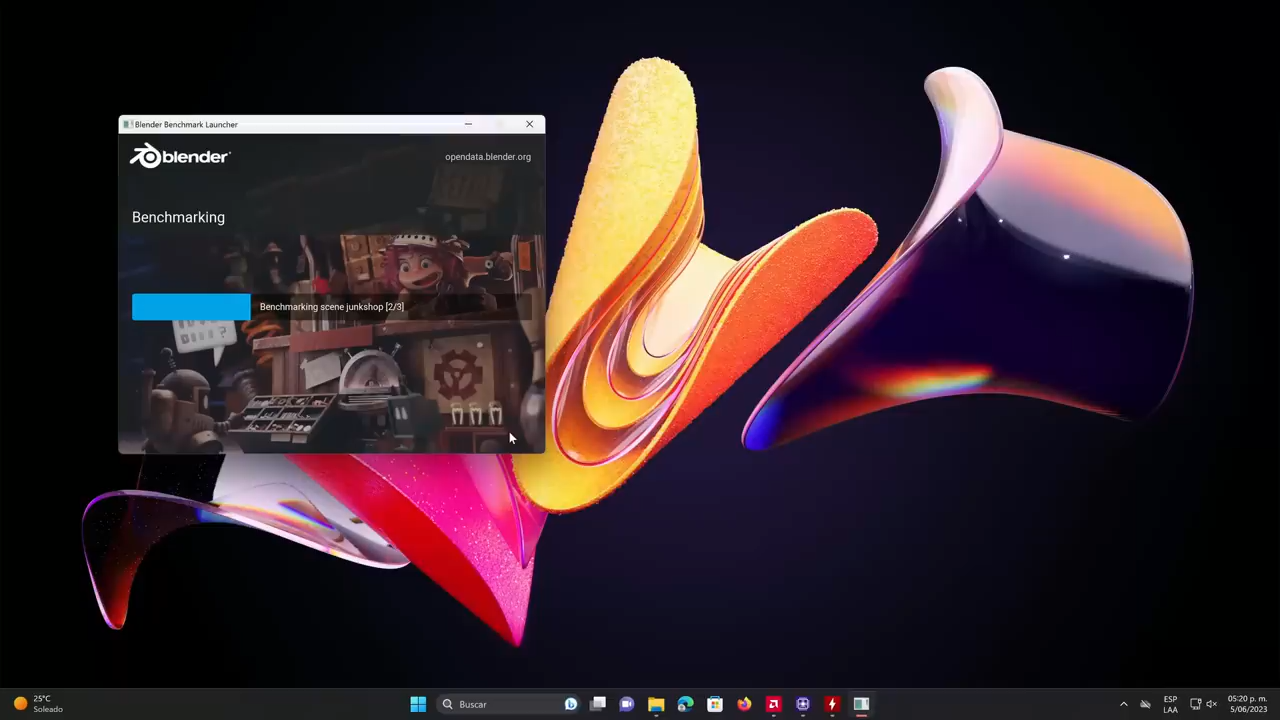 Blender Benchmark Launcher
blender
opendata.blender.org
Benchmarking
Benchmarking scene junkshop [2/3]
25°C
Soleado
Buscar
ESP
LAA
05:20 p. m.
5/06/2023